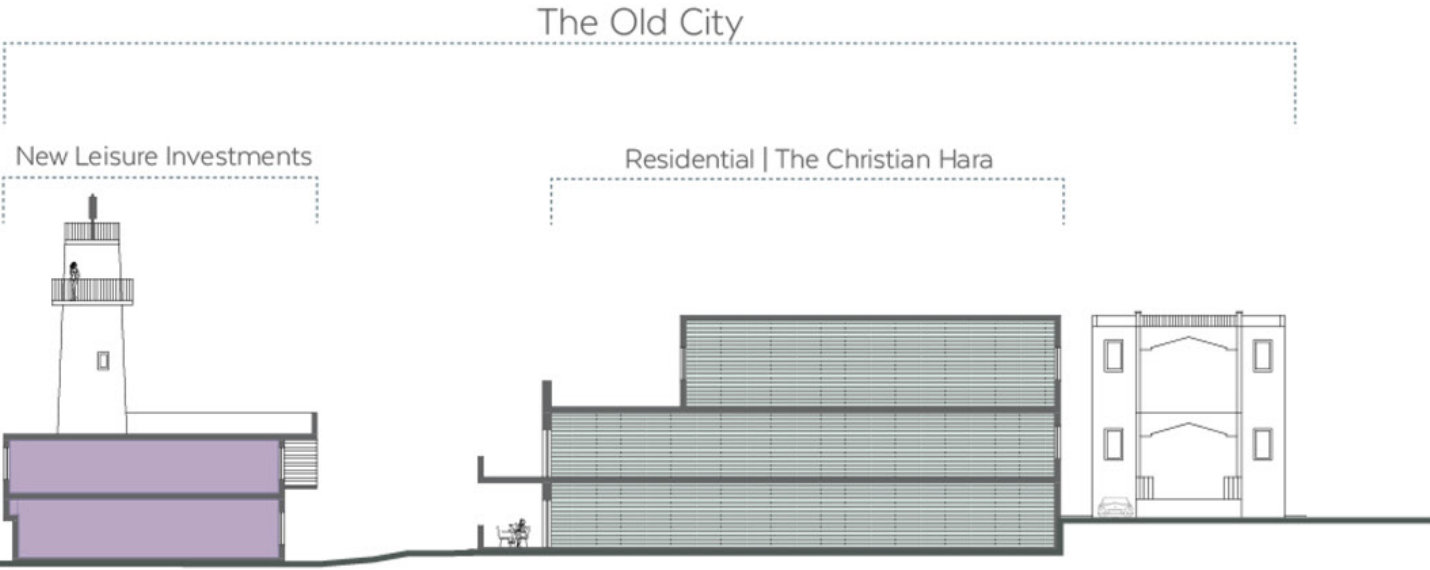 The Old City
New Leisure Investments
Residential | The Christian Hara